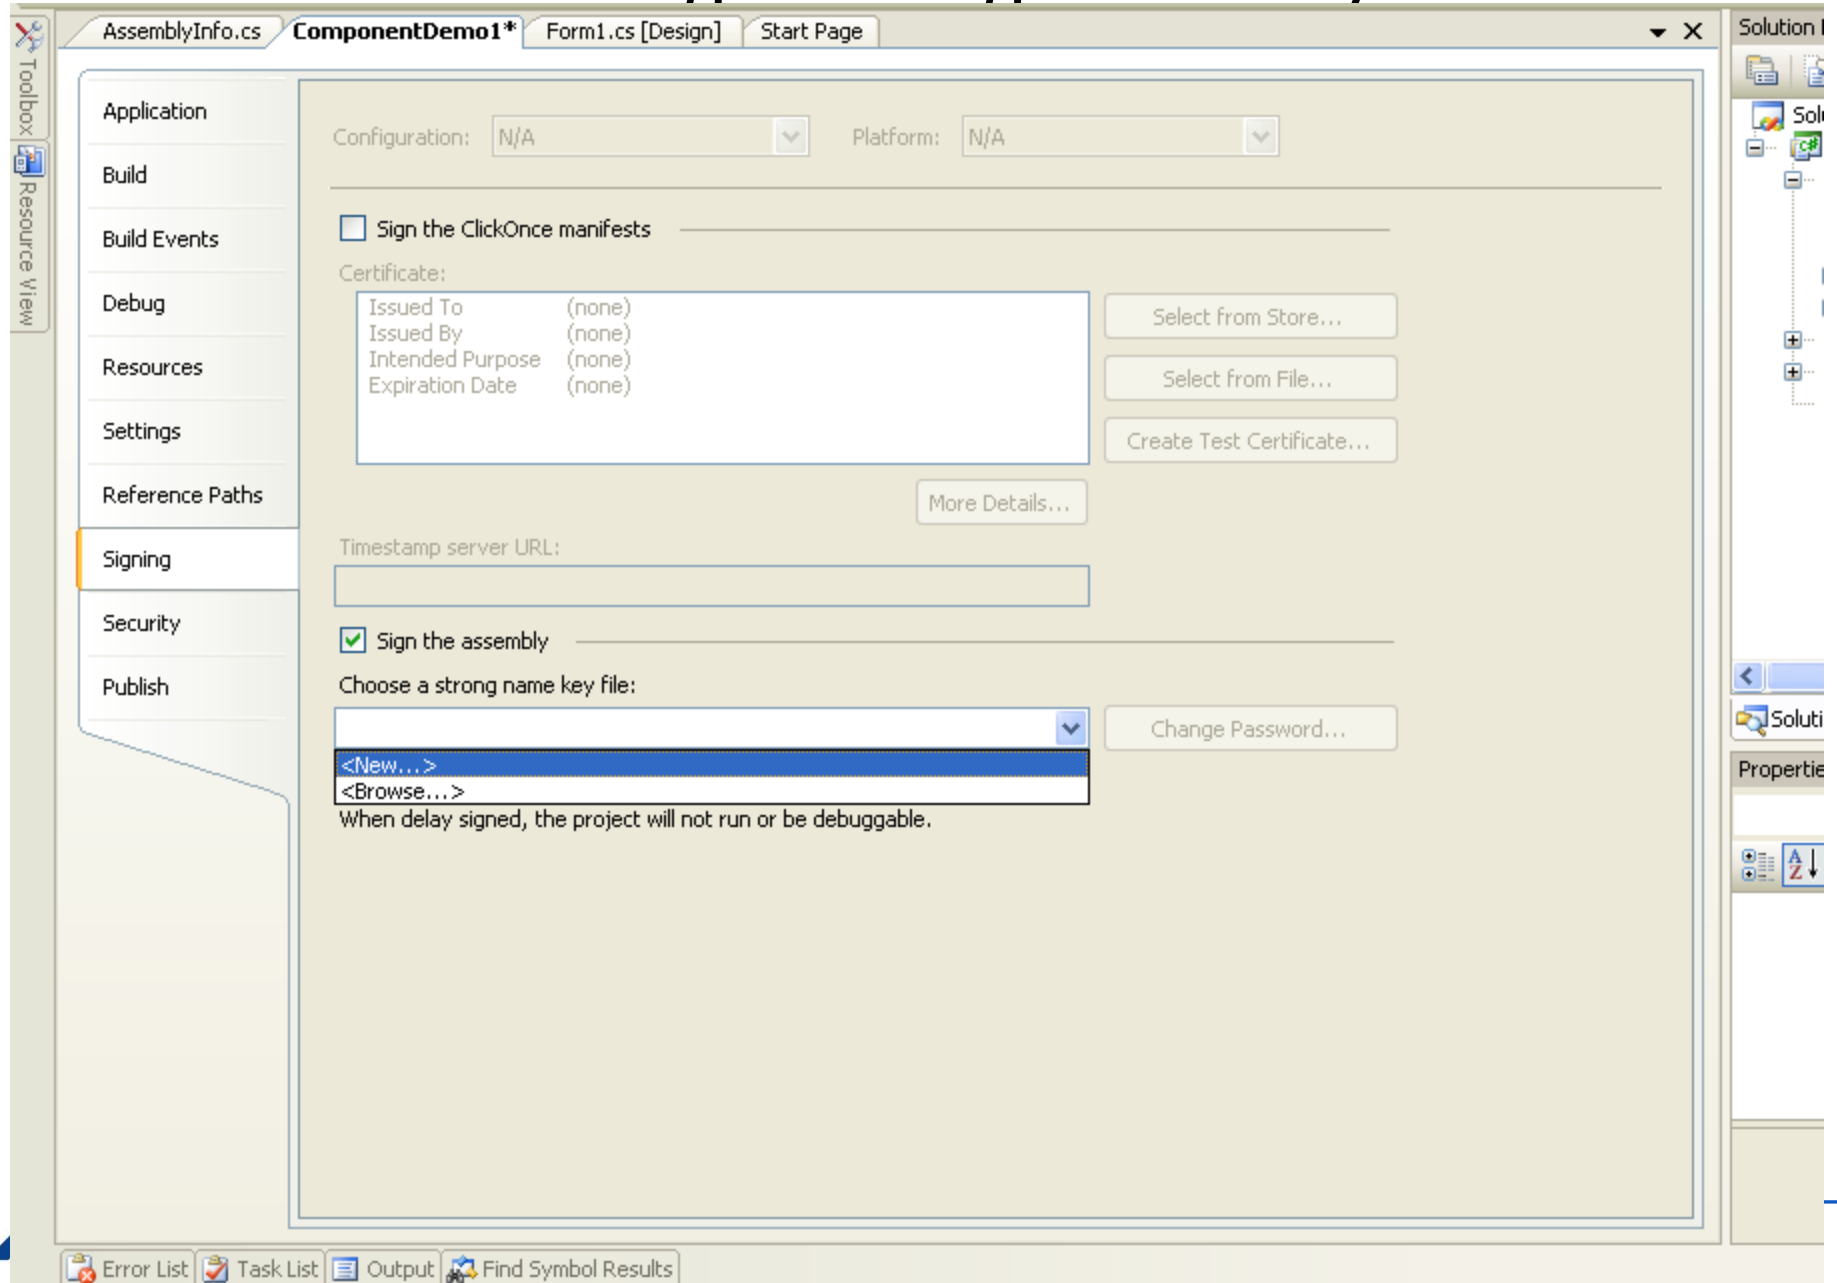 AssemblyInfo.cs ComponentDemo1* Form1.cs [Design] Start Page
Solution
Toolbox
Resource View
Application
Build
Build Events
Debug
Resources
Settings
Reference Paths
Signing
Security
Publish
Configuration: N/A Platform: N/A
Sign the ClickOnce manifests
Certificate:
Issued To (none)
Issued By (none)
Intended Purpose (none)
Expiration Date (none)
Select from Store...
Select from File...
Create Test Certificate...
More Details...
Timestamp server URL:
Sign the assembly
Choose a strong name key file:
Change Password...
<New...>
<Browse...>
When delay signed, the project will not run or be debuggable.
Solu
Soluti
Propertie
Error List Task List Output Find Symbol Results